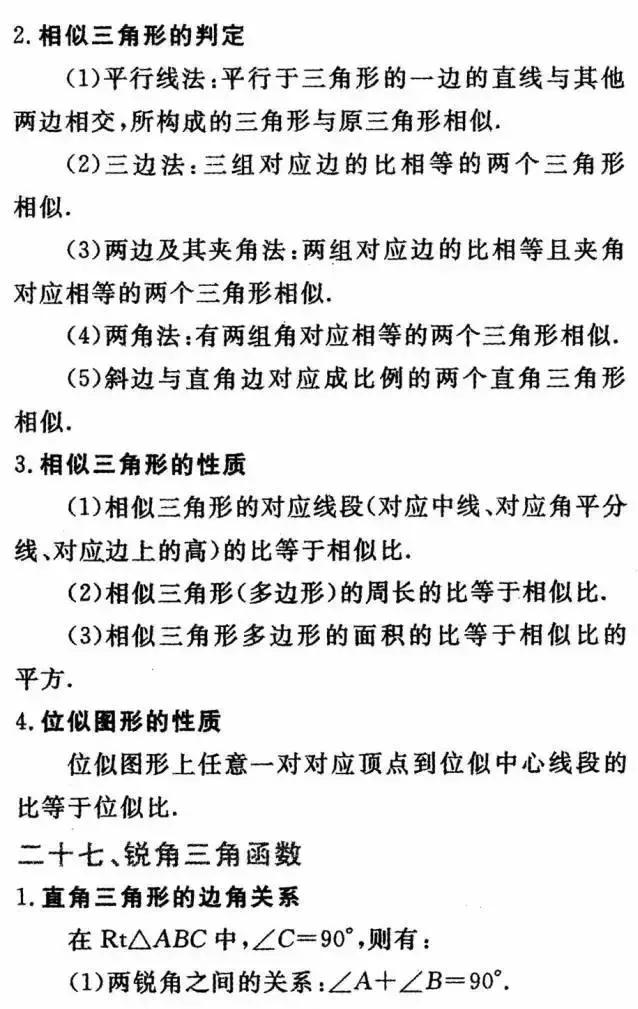 2.相似三角形的判定
(1)平行线法:平行于三角形的一边的直线与其他
两边相交,所构成的三角形与原三角形相似.
(2)三边法:三组对应边的比相等的两个三角形
相似.
(3)两边及其夹角法:两组对应边的比相等且夹角
对应相等的两个三角形相似.
(4)两角法:有两组角对应相等的两个三角形相似.
(5)斜边与直角边对应成比例的两个直角三角形
相似.
3.相似三角形的性质
(1)相似三角形的对应线段(对应中线、对应角平分
线、对应边上的高)的比等于相似比.
(2)相似三角形(多边形)的周长的比等于相似比.
(3)相似三角形多边形的面积的比等于相似比的
平方.
4.位似图形的性质
位似图形上任意一对对应顶点到位似中心线段的
比等于位似比.
二十七、锐角三角函数
1.直角三角形的边角关系
在 Rt△ABC 中,∠C=90°,则有:
(1)两锐角之间的关系:∠A+∠B=90°.